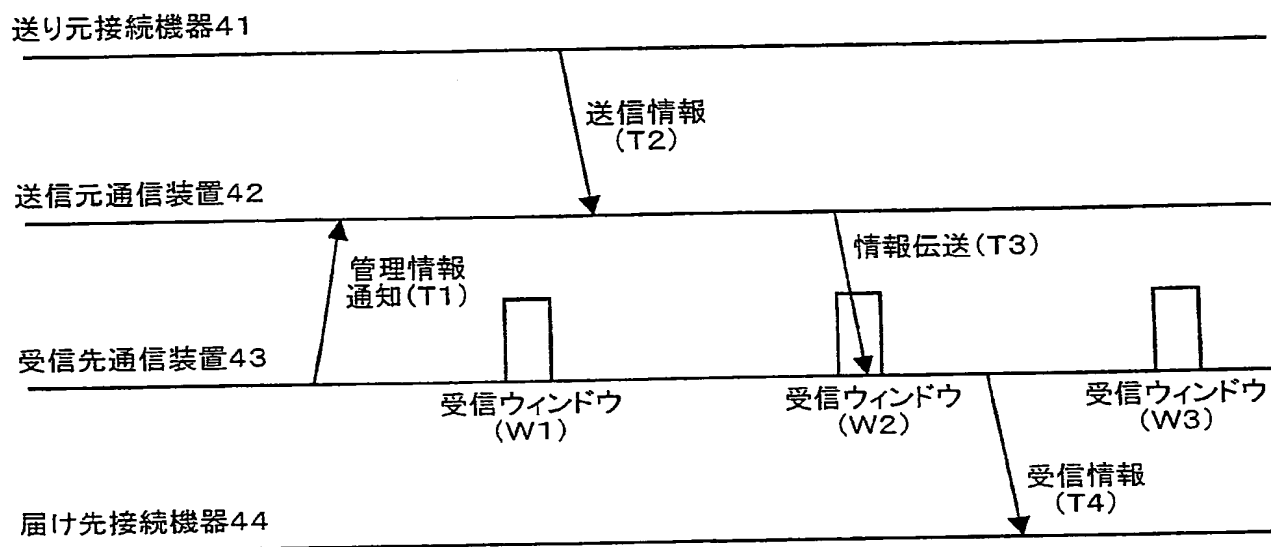 送り元接続機器41
送信情報
(T2)
送信元通信装置42
情報伝送(T3)
管理情報
通知(T1)
受信先通信装置43
受信ウィンドウ
(W1)
受信ウィンドウ
(W2)
受信ウィンドウ
(W3)
受信情報
(T4)
届け先接続機器44